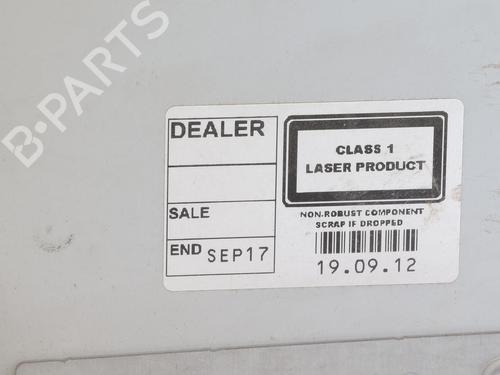 B-PARTS
DEALER
SALE
END SEP17
CLASS 1
LASER PRODUCT
NON.ROBUST COMPONENT
SCRAP IF DROPPED
19.09.12